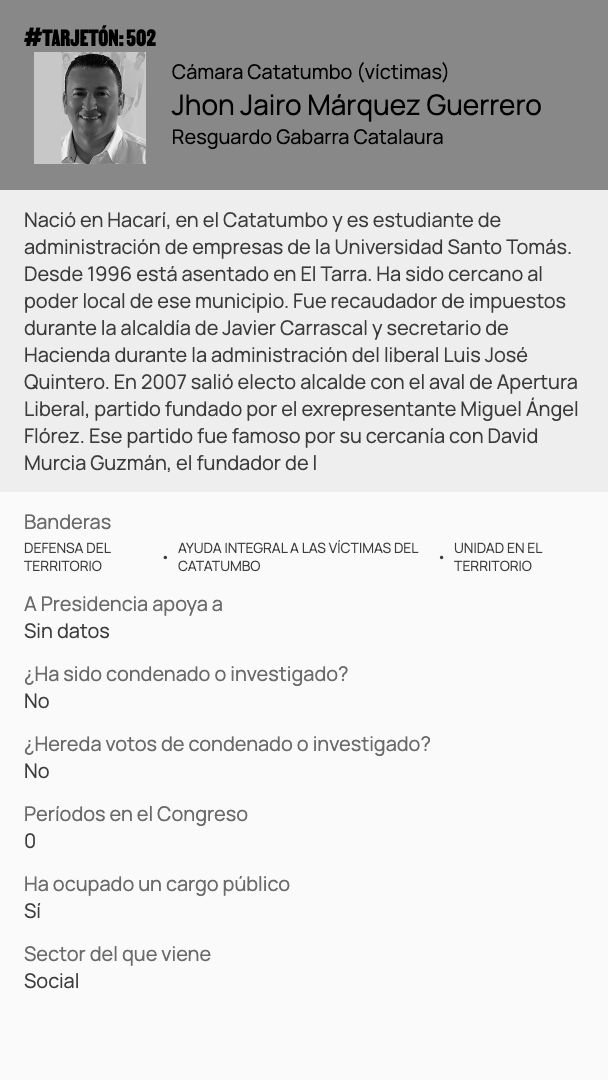 #TARJETÓN: 502
Cámara Catatumbo (víctimas)
Jhon Jairo Márquez Guerrero
Resguardo Gabarra Catalaura
Nació en Hacarí, en el Catatumbo y es estudiante de
administración de empresas de la Universidad Santo Tomás.
Desde 1996 está asentado en El Tarra. Ha sido cercano al
poder local de ese municipio. Fue recaudador de impuestos
durante la alcaldía de Javier Carrascal y secretario de
Hacienda durante la administración del liberal Luis José
Quintero. En 2007 salió electo alcalde con el aval de Apertura
Liberal, partido fundado por el exrepresentante Miguel Ángel
Flórez. Ese partido fue famoso por su cercanía con David
Murcia Guzmán, el fundador de l
Banderas
DEFENSA DEL
TERRITORIO
• AYUDA INTEGRAL A LAS VÍCTIMAS DEL
CATATUMBO
• UNIDAD EN EL
TERRITORIO
A Presidencia apoya a
Sin datos
¿Ha sido condenado o investigado?
No
¿Hereda votos de condenado o investigado?
No
Períodos en el Congreso
0
Ha ocupado un cargo público
Sí
Sector del que viene
Social